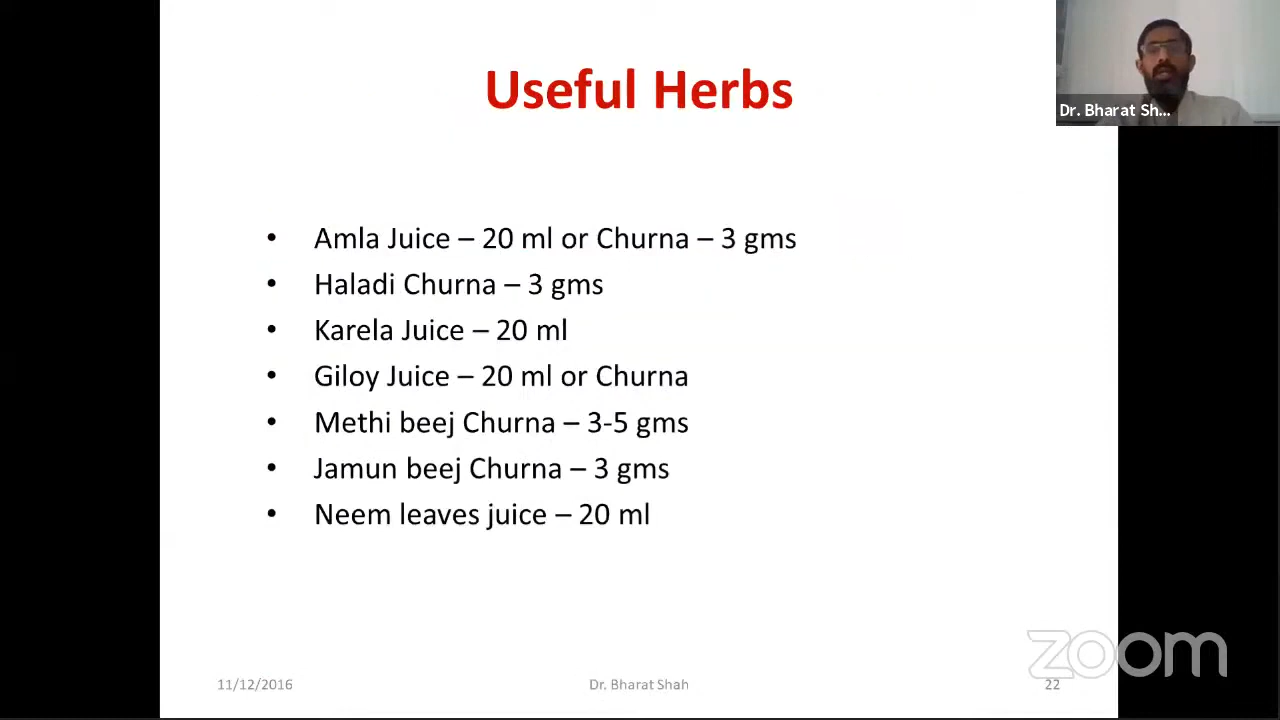 Useful Herbs
Dr. Bharat Sh...
• Amla Juice – 20 ml or Churna – 3 gms
• Haladi Churna – 3 gms
• Karela Juice – 20 ml
• Giloy Juice – 20 ml or Churna
• Methi beej Churna – 3-5 gms
• Jamun beej Churna – 3 gms
• Neem leaves juice – 20 ml
zoom
11/12/2016 Dr. Bharat Shah 22